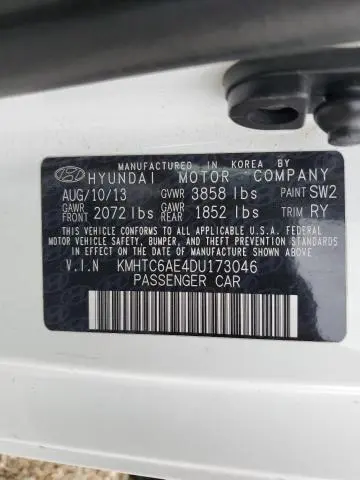 MANUFACTURED IN KOREA BY
HYUNDAI MOTOR COMPANY
AUG/10/13 GVWR 3858 lbs PAINT SW2
GAWR FRONT 2072 lbs GAWR REAR 1852 lbs TRIM RY
THIS VEHICLE CONFORMS TO ALL APPLICABLE U.S.A. FEDERAL MOTOR VEHICLE
SAFETY, BUMPER, AND THEFT PREVENTION STANDARDS IN
EFFECT ON THE DATE OF MANUFACTURE SHOWN ABOVE.
V.I.N KMHTC6AE4DU173046
PASSENGER CAR